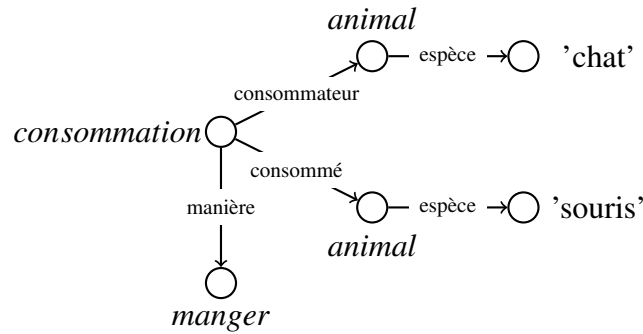 animal
espèce
'chat'
consommateur
consommation
consommé
manière
espèce
'souris'
animal
manger